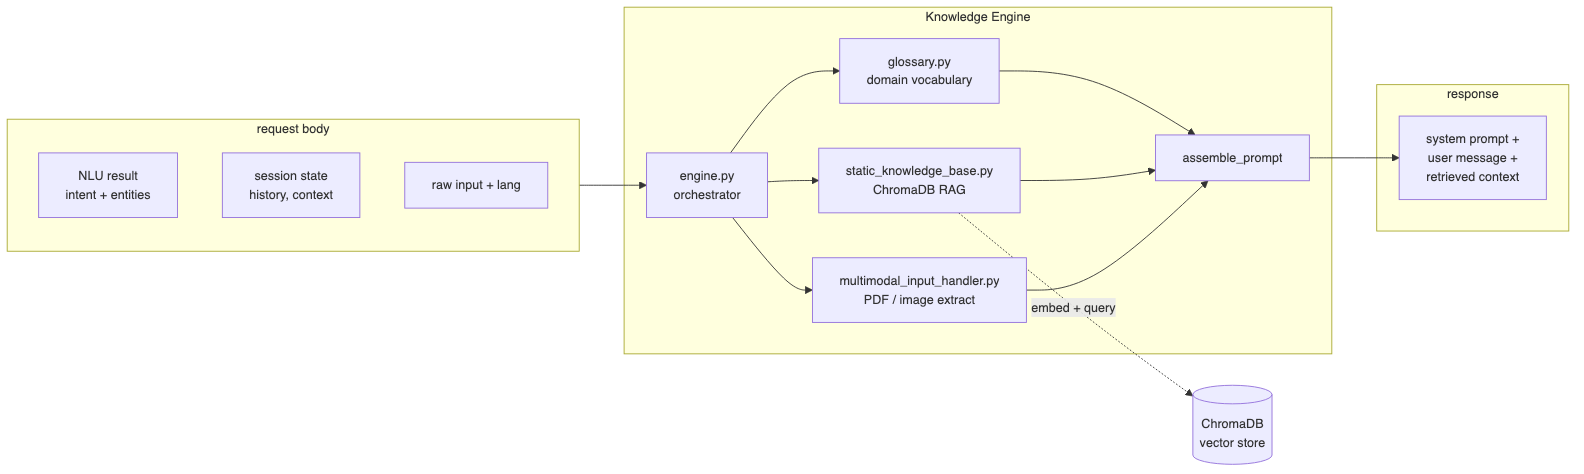 request body
NLU result
intent + entities
session state
history, context
raw input + lang
Knowledge Engine
engine.py
orchestrator
glossary.py
domain vocabulary
static_knowledge_base.py
ChromaDB RAG
multimodal_input_handler.py
PDF / image extract
assemble_prompt
embed + query
ChromaDB
vector store
response
system prompt +
user message +
retrieved context